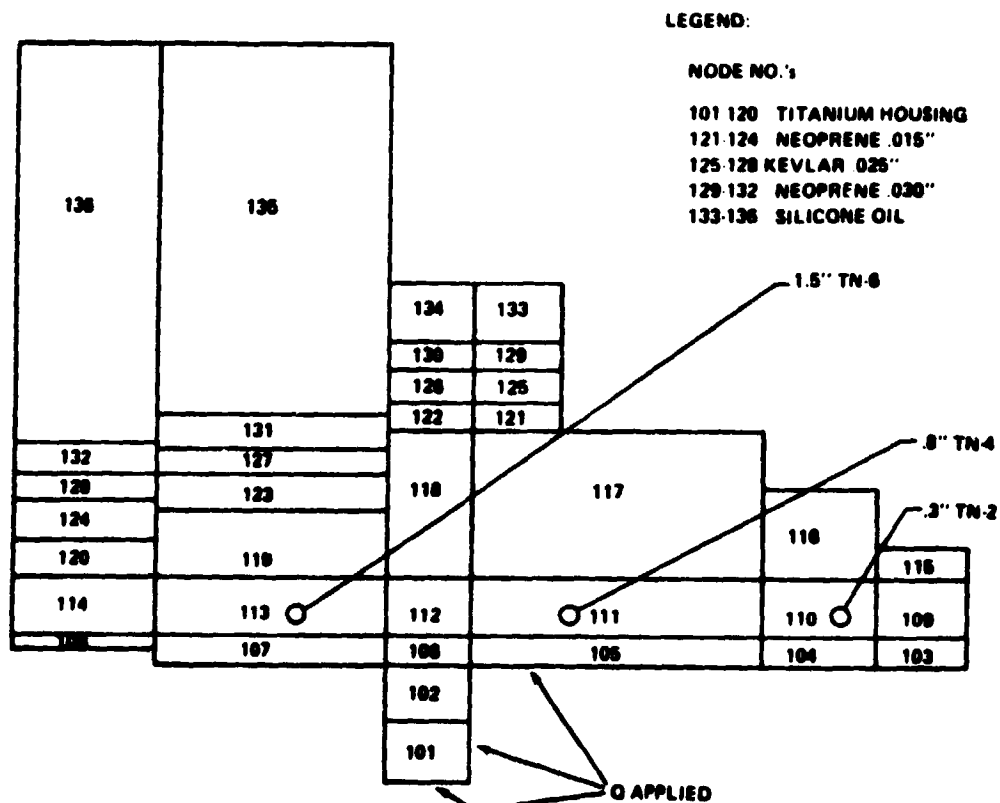 LEGEND:
NODE NO.'s
101 120 TITANIUM HOUSING
121-124 NEOPRENE .015"
125-128 KEVLAR .025"
129-132 NEOPRENE .030"
133-136 SILICONE OIL
136
135
1.5" TN-6
134 133
130 129
126 125
122 121
131
132 127
128 123
124
118 117
116
.8" TN-4
.3" TN-2
120 119
115
114 113 112 111 110 109
107 106 105 104 103
102
101
Q APPLIED